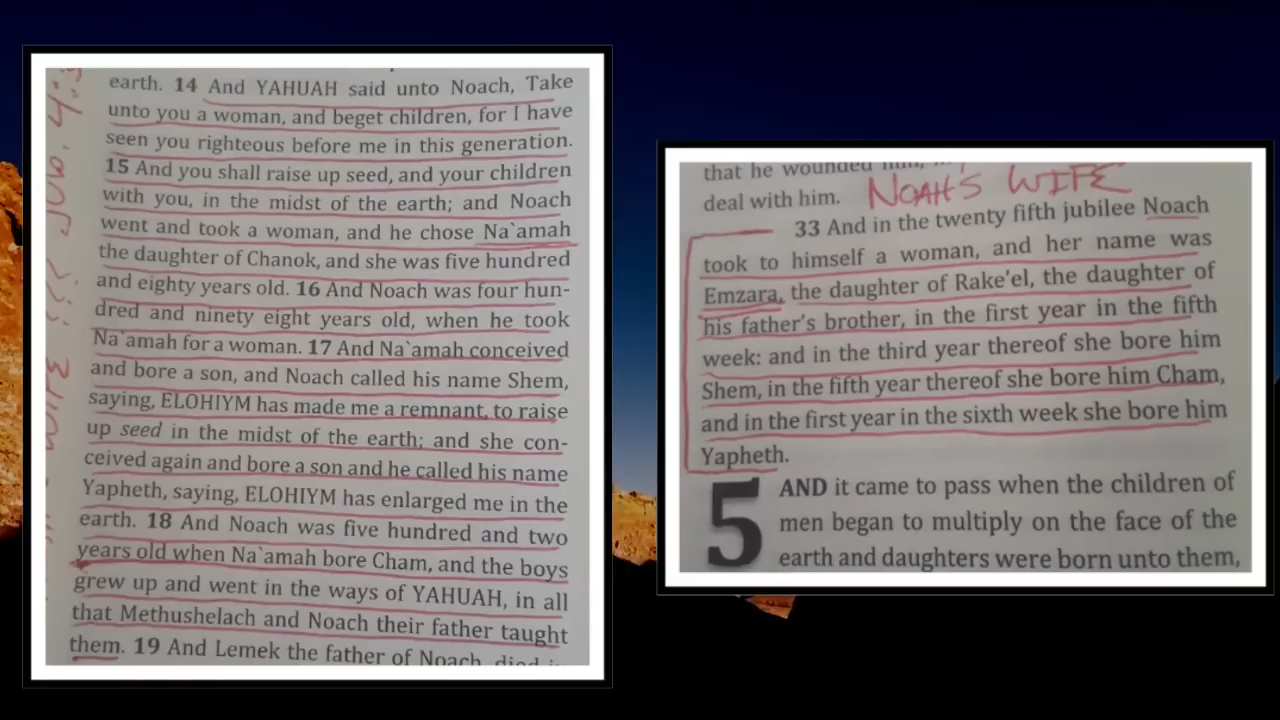 earth. 14 And YAHUAH said unto Noach, Take
unto you a woman, and beget children, for I have
seen you righteous before me in this generation.
15 And you shall raise up seed, and your children
with you, in the midst of the earth; and Noach
went and took a woman, and he chose Na`amah
the daughter of Chanok, and she was five hundred
and eighty years old. 16 And Noach was four hun-
dred and ninety eight years old, when he took
Na`amah for a woman. 17 And Na`amah conceived
and bore a son, and Noach called his name Shem,
saying, ELOHIYM has made me a remnant, to raise
up seed in the midst of the earth; and she con-
ceived again and bore a son and he called his name
Yapheth, saying, ELOHIYM has enlarged me in the
earth. 18 And Noach was five hundred and two
years old when Na`amah bore Cham, and the boys
grew up and went in the ways of YAHUAH, in all
that Methushelach and Noach their father taught
them. 19 And Lemek the father of Noach, died
WIFE ??? JUB. 4:3
that he wounded him,
deal with him. NOAH'S WIFE
33 And in the twenty fifth jubilee Noach
took to himself a woman, and her name was
Emzara, the daughter of Rake'el, the daughter of
his father's brother, in the first year in the fifth
week: and in the third year thereof she bore him
Shem, in the fifth year thereof she bore him Cham,
and in the first year in the sixth week she bore him
Yapheth.
5 AND it came to pass when the children of
men began to multiply on the face of the
earth and daughters were born unto them,